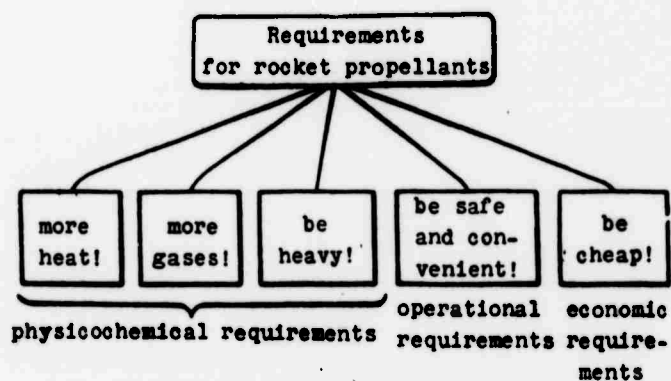 Requirements
for rocket propellants
more
heat!
more
gases!
be
heavy!
be safe
and con-
venient!
be
cheap!
physicochemical requirements
operational
requirements
economic
require-
ments